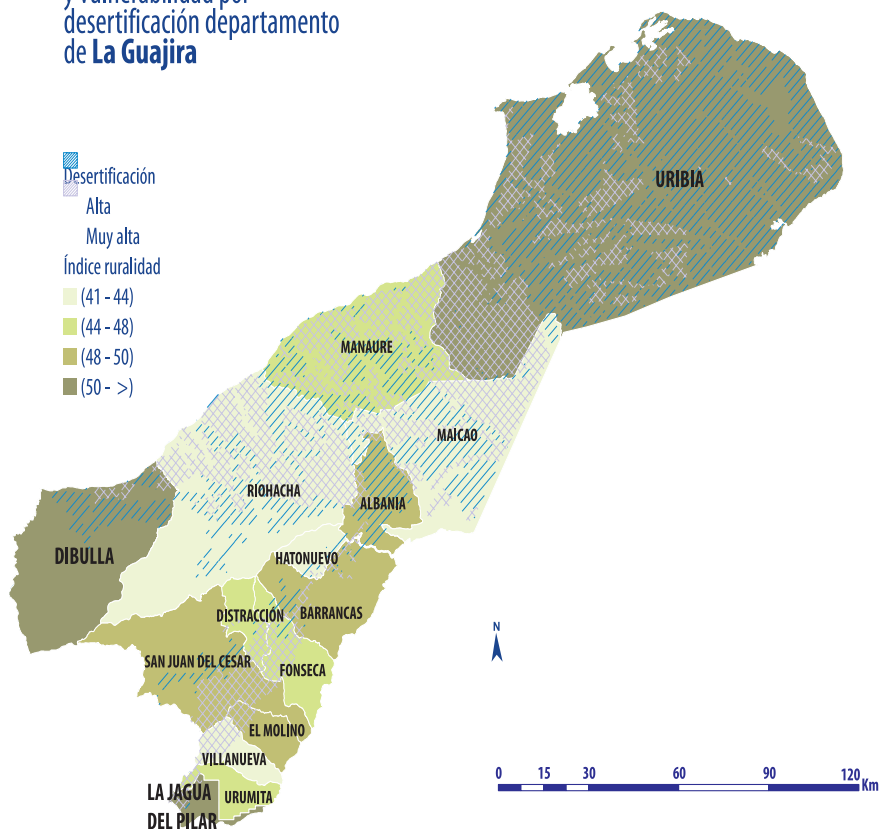 y vulnerabilidad por
desertificación departamento
de La Guajira
Desertificación
Alta
Muy alta
Índice ruralidad
(41 - 44)
(44 - 48)
(48 - 50)
(50 - >)
URIBIA
MANAURE
MAICAO
RIOHACHA
ALBANIA
DIBULLA
HATONUEVO
DISTRACCIÓN
BARRANCAS
SAN JUAN DEL CESAR
FONSECA
EL MOLINO
VILLANUEVA
LA JAGUA
DEL PILAR
URUMITA
N
0 15 30 60 90 120 Km